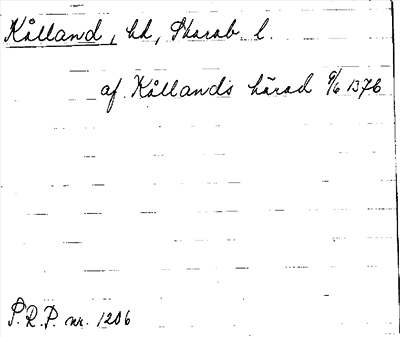 Kålland, hd, Skarab. l.
af Kållands härad 9/6 1376
P.R.P. nr. 1206